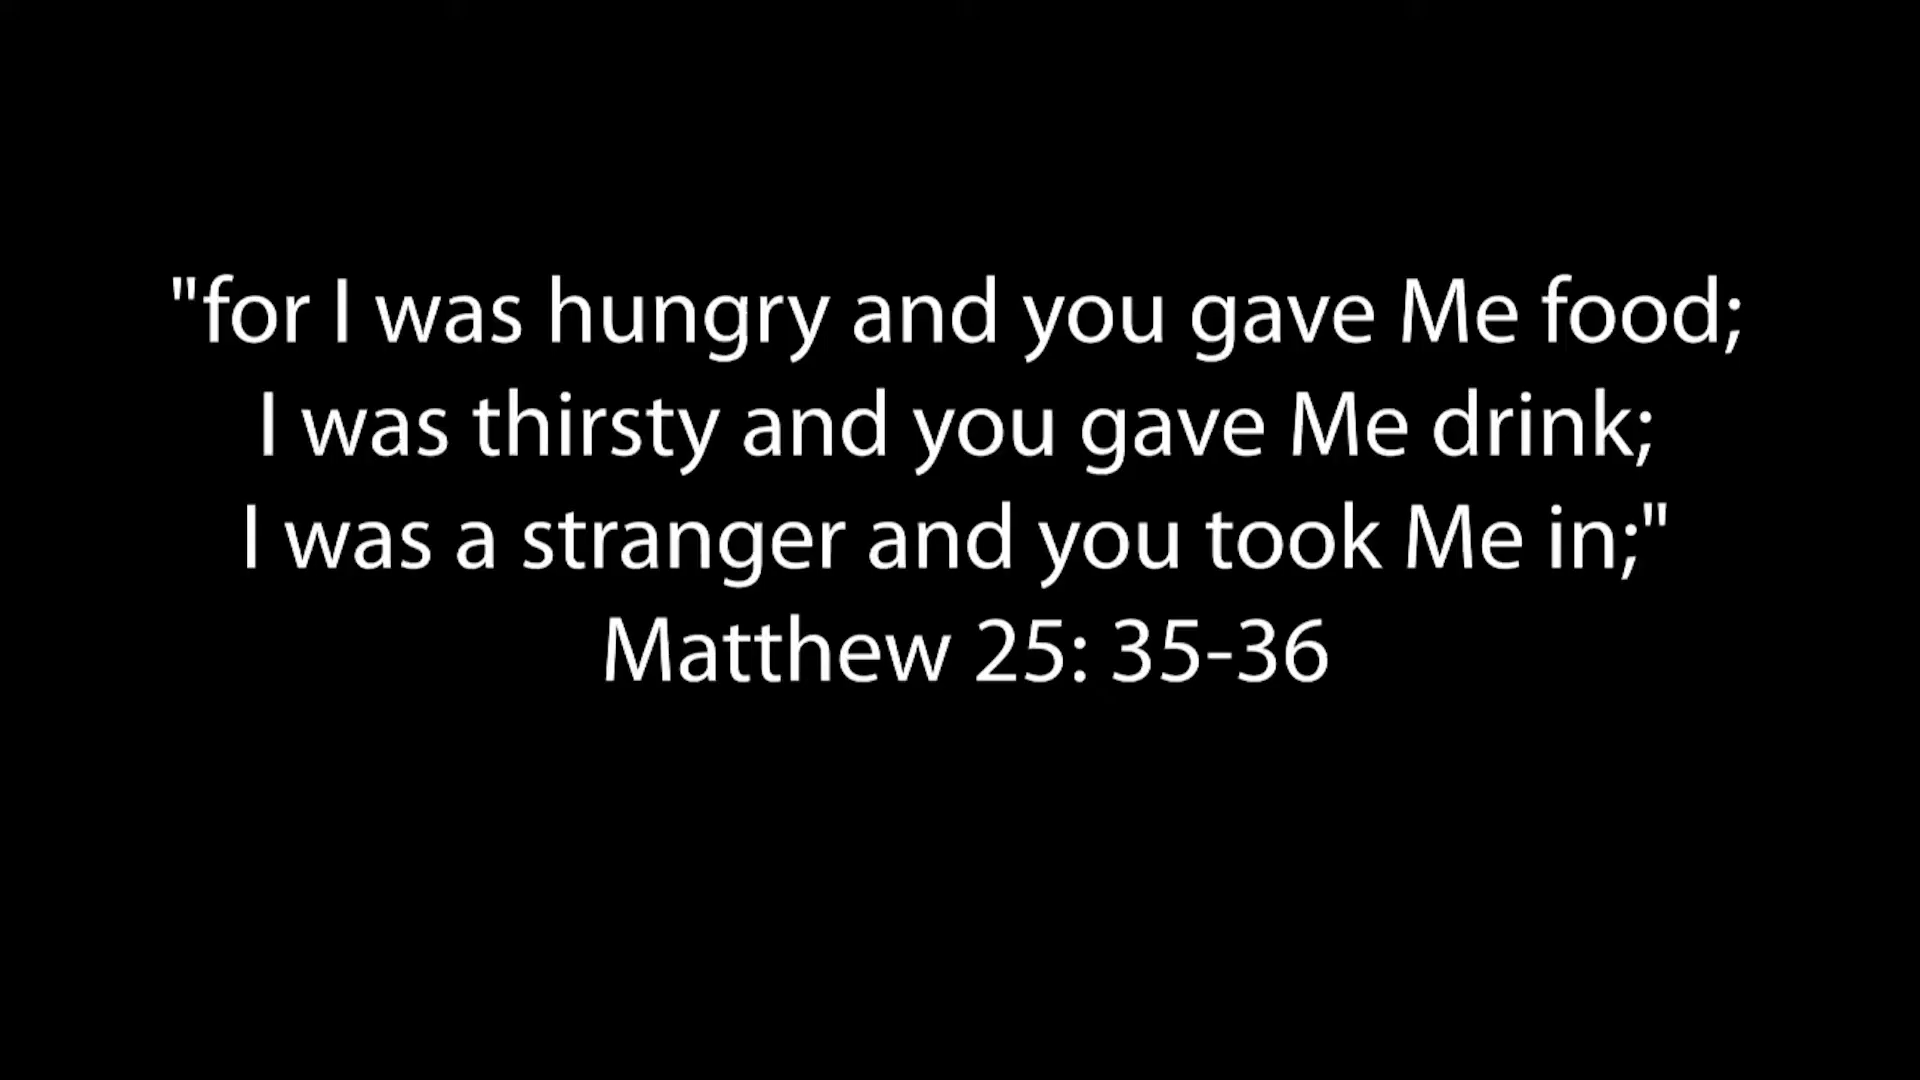 "for I was hungry and you gave Me food;
I was thirsty and you gave Me drink;
I was a stranger and you took Me in;"
Matthew 25: 35-36